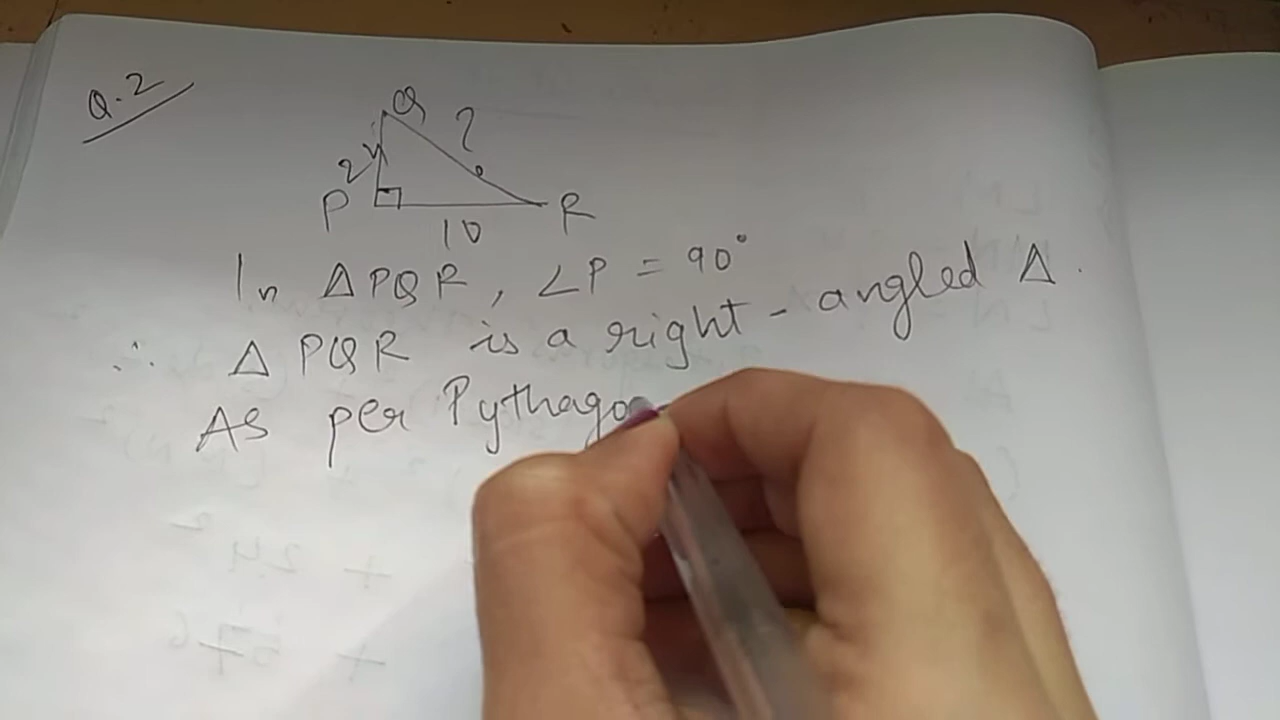 Q.2
Q
24
?
P
R
10
In △PQR, ∠P = 90°
∴ △ PQR is a right-angled △.
As per Pythago